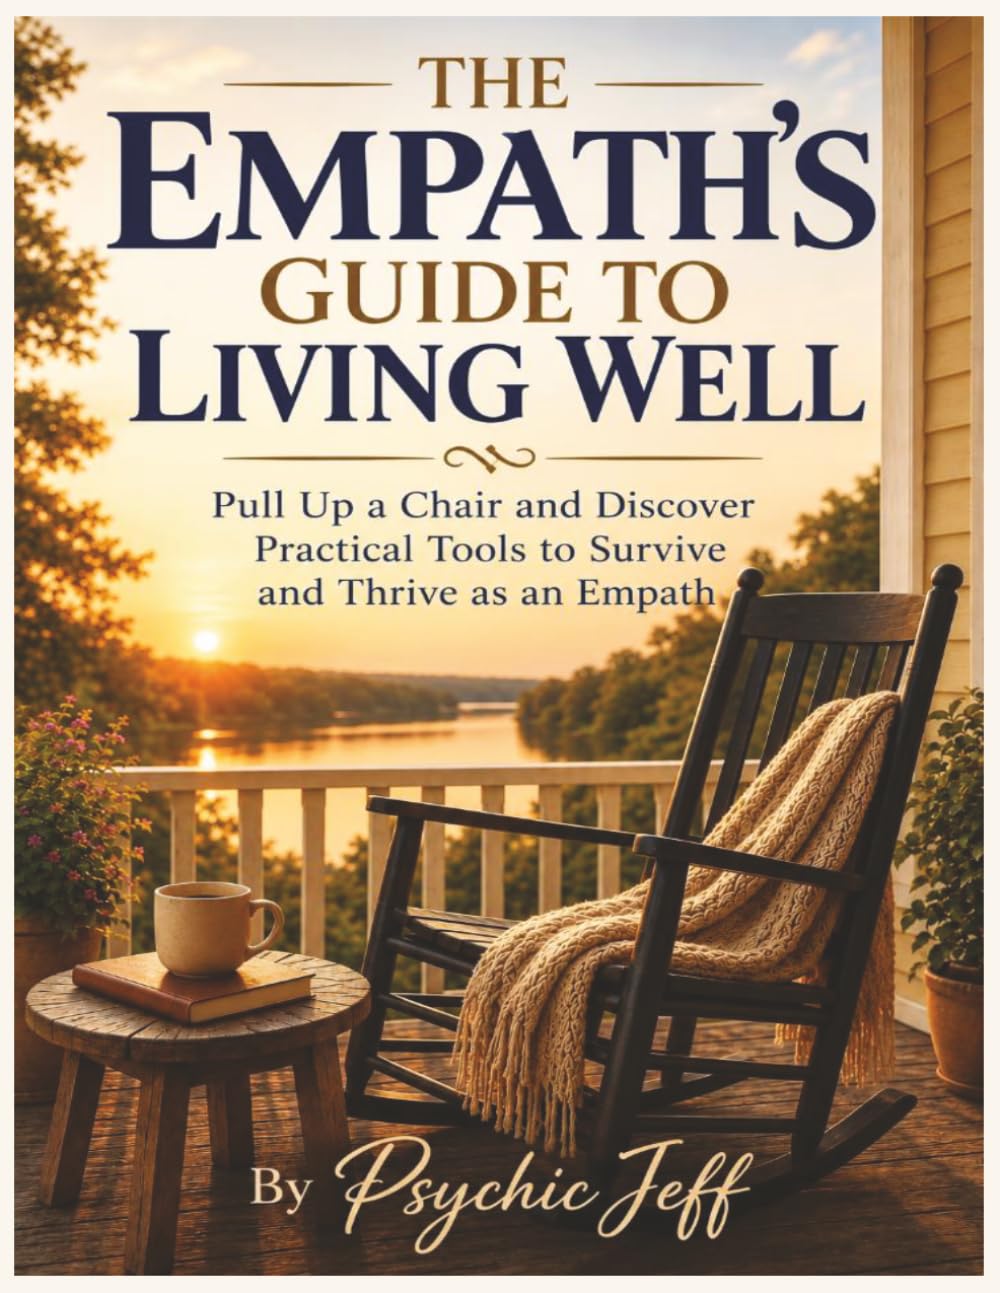 THE
EMPATH'S
GUIDE TO
LIVING WELL
Pull Up a Chair and Discover
Practical Tools to Survive
and Thrive as an Empath
By Psychic Jeff